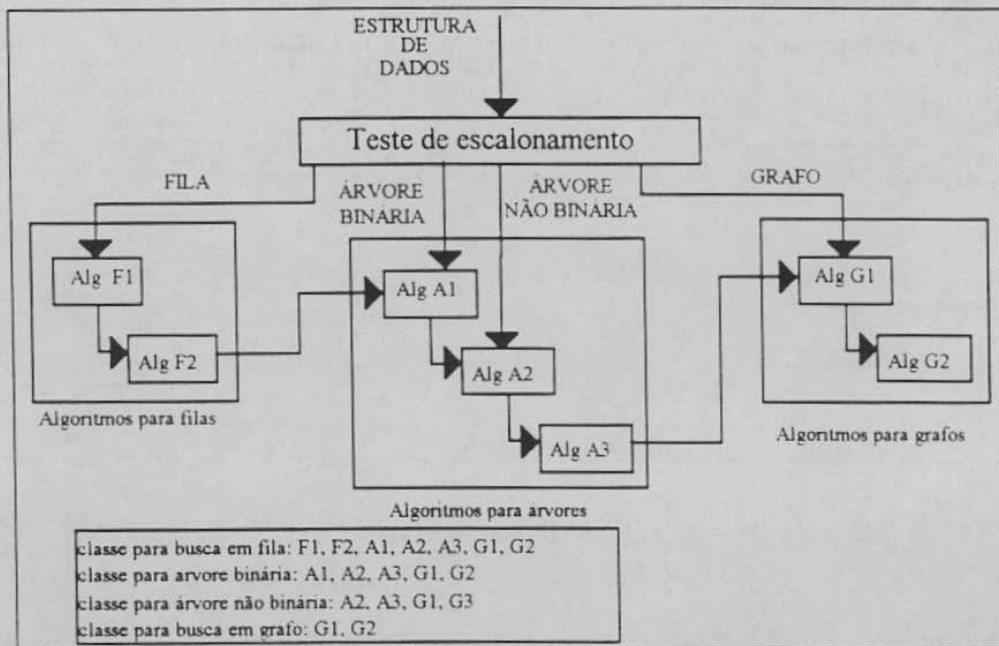 ESTRUTURA
DE
DADOS
Teste de escalonamento
FILA
ÁRVORE
BINÁRIA
ÁRVORE
NÃO BINÁRIA
GRAFO
Alg F1
Alg F2
Algoritmos para filas
Alg A1
Alg A2
Alg A3
Algoritmos para árvores
Alg G1
Alg G2
Algoritmos para grafos
classe para busca em fila: F1, F2, A1, A2, A3, G1, G2
classe para arvore binária: A1, A2, A3, G1, G2
classe para árvore não binária: A2, A3, G1, G3
classe para busca em grafo: G1, G2